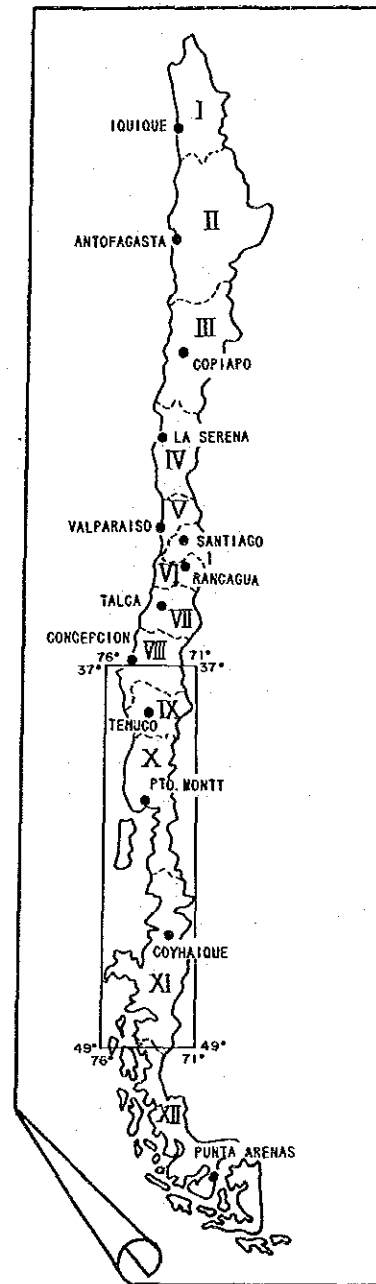 I
IQUIQUE
II
ANTOFAGASTA
III
COPIAPO
LA SERENA
IV
V
VALPARAISO
SANTIAGO
VI
RANCAGUA
TALCA
VII
CONCEPCION
VIII
76° 71°
37° 37°
IX
TEMUCO
X
PTO. MONTT
COYHAIQUE
XI
49° 49°
76° 71°
XII
PUNTA ARENAS